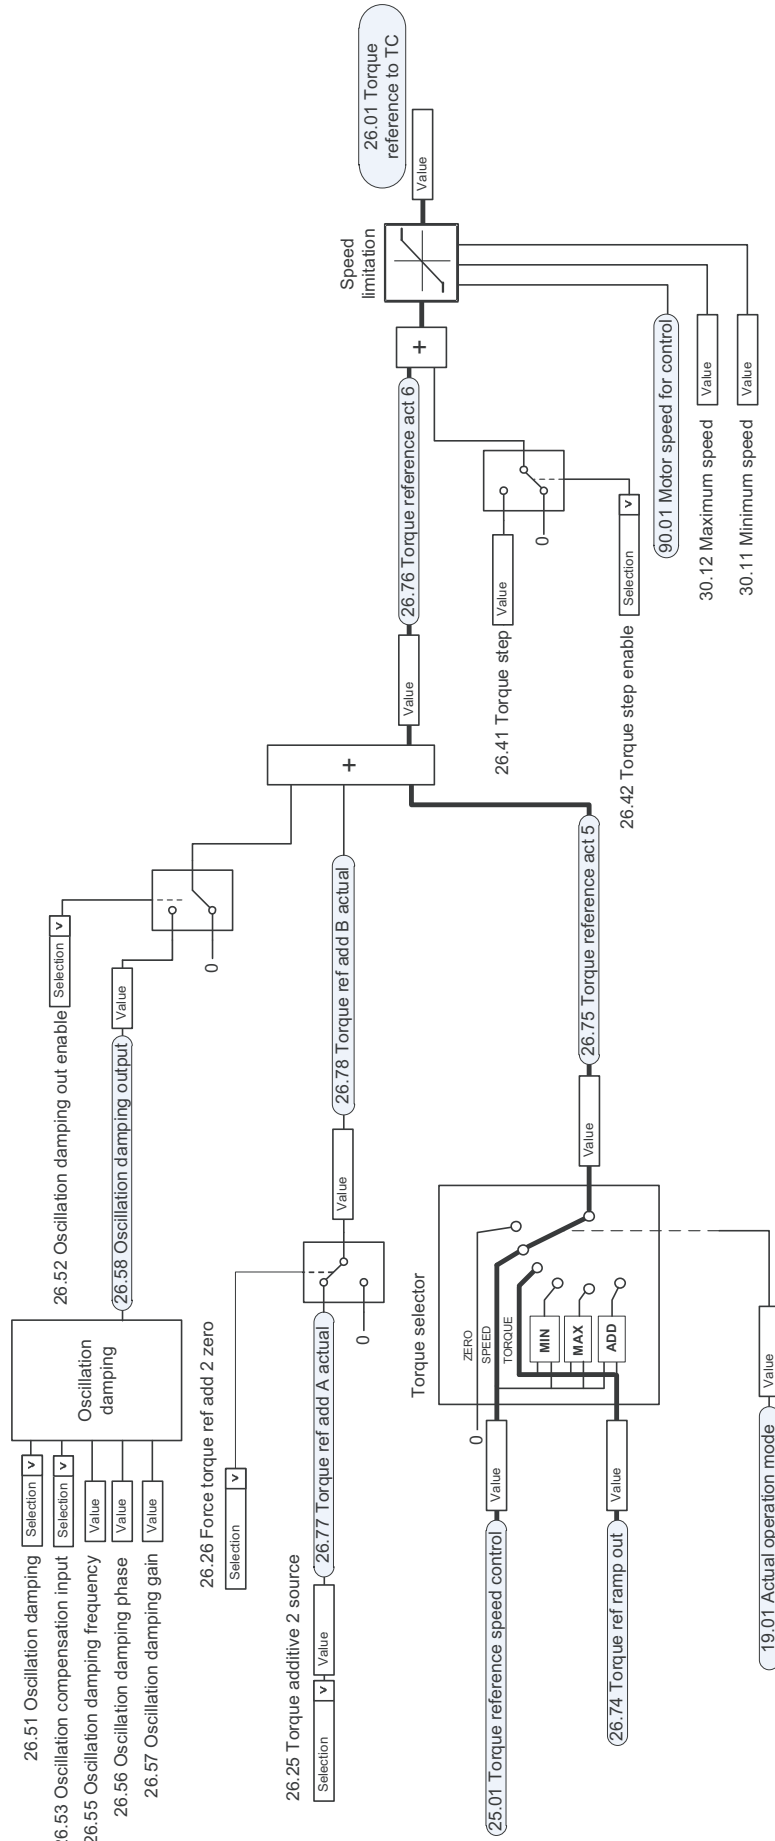 26.51 Oscillation damping
Selection
v
26.53 Oscillation compensation input
Selection
v
26.55 Oscillation damping frequency
Value
26.56 Oscillation damping phase
Value
26.57 Oscillation damping gain
Value
Oscillation
damping
26.52 Oscillation damping out enable
Selection
v
26.58 Oscillation damping output
Value
0
26.26 Force torque ref add 2 zero
Selection
v
26.25 Torque additive 2 source
Selection
v
Value
26.77 Torque ref add A actual
0
Value
26.78 Torque ref add B actual
+
Torque selector
0
ZERO
SPEED
TORQUE
MIN
MAX
ADD
25.01 Torque reference speed control
Value
26.74 Torque ref ramp out
Value
19.01 Actual operation mode
Value
Value
26.75 Torque reference act 5
Value
26.76 Torque reference act 6
+
26.41 Torque step
Value
0
26.42 Torque step enable
Selection
v
Speed
limitation
90.01 Motor speed for control
30.12 Maximum speed
Value
30.11 Minimum speed
Value
Value
26.01 Torque
reference to TC